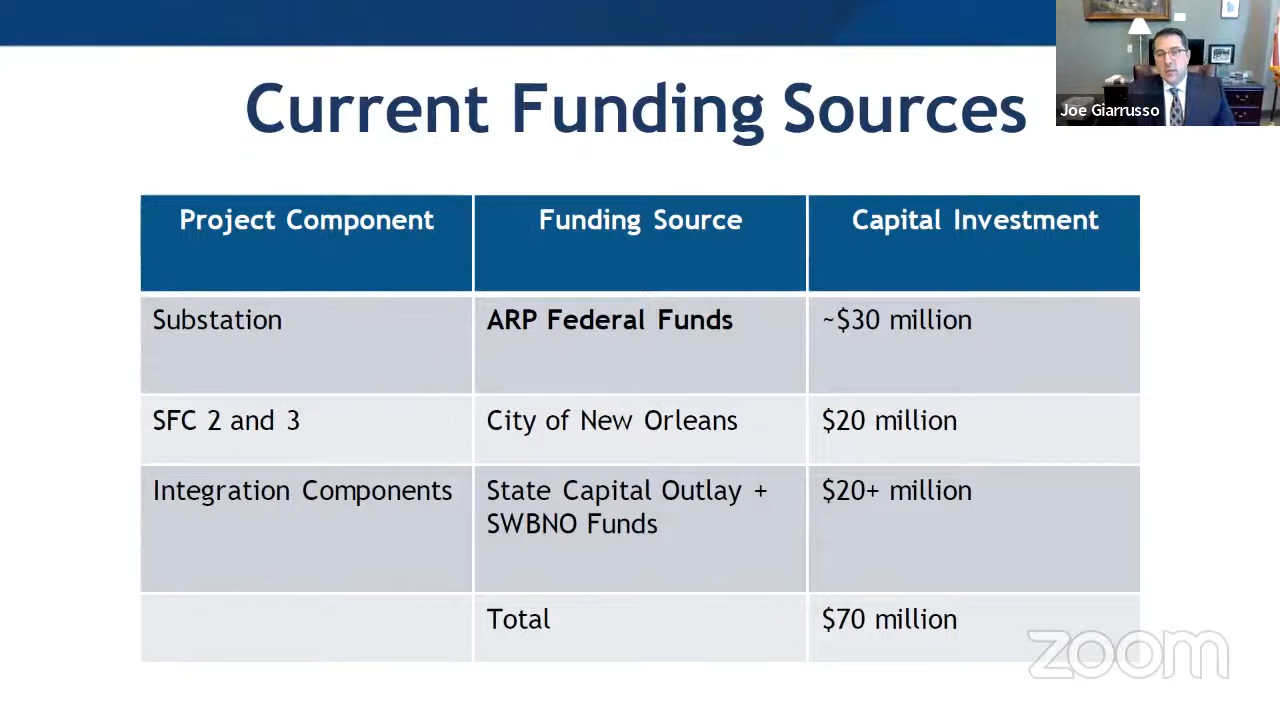 Current Funding Sources
Joe Giarrusso
Project Component
Funding Source
Capital Investment
Substation
ARP Federal Funds
~$30 million
SFC 2 and 3
City of New Orleans
$20 million
Integration Components
State Capital Outlay +
SWBNO Funds
$20+ million
Total
$70 million
zoom